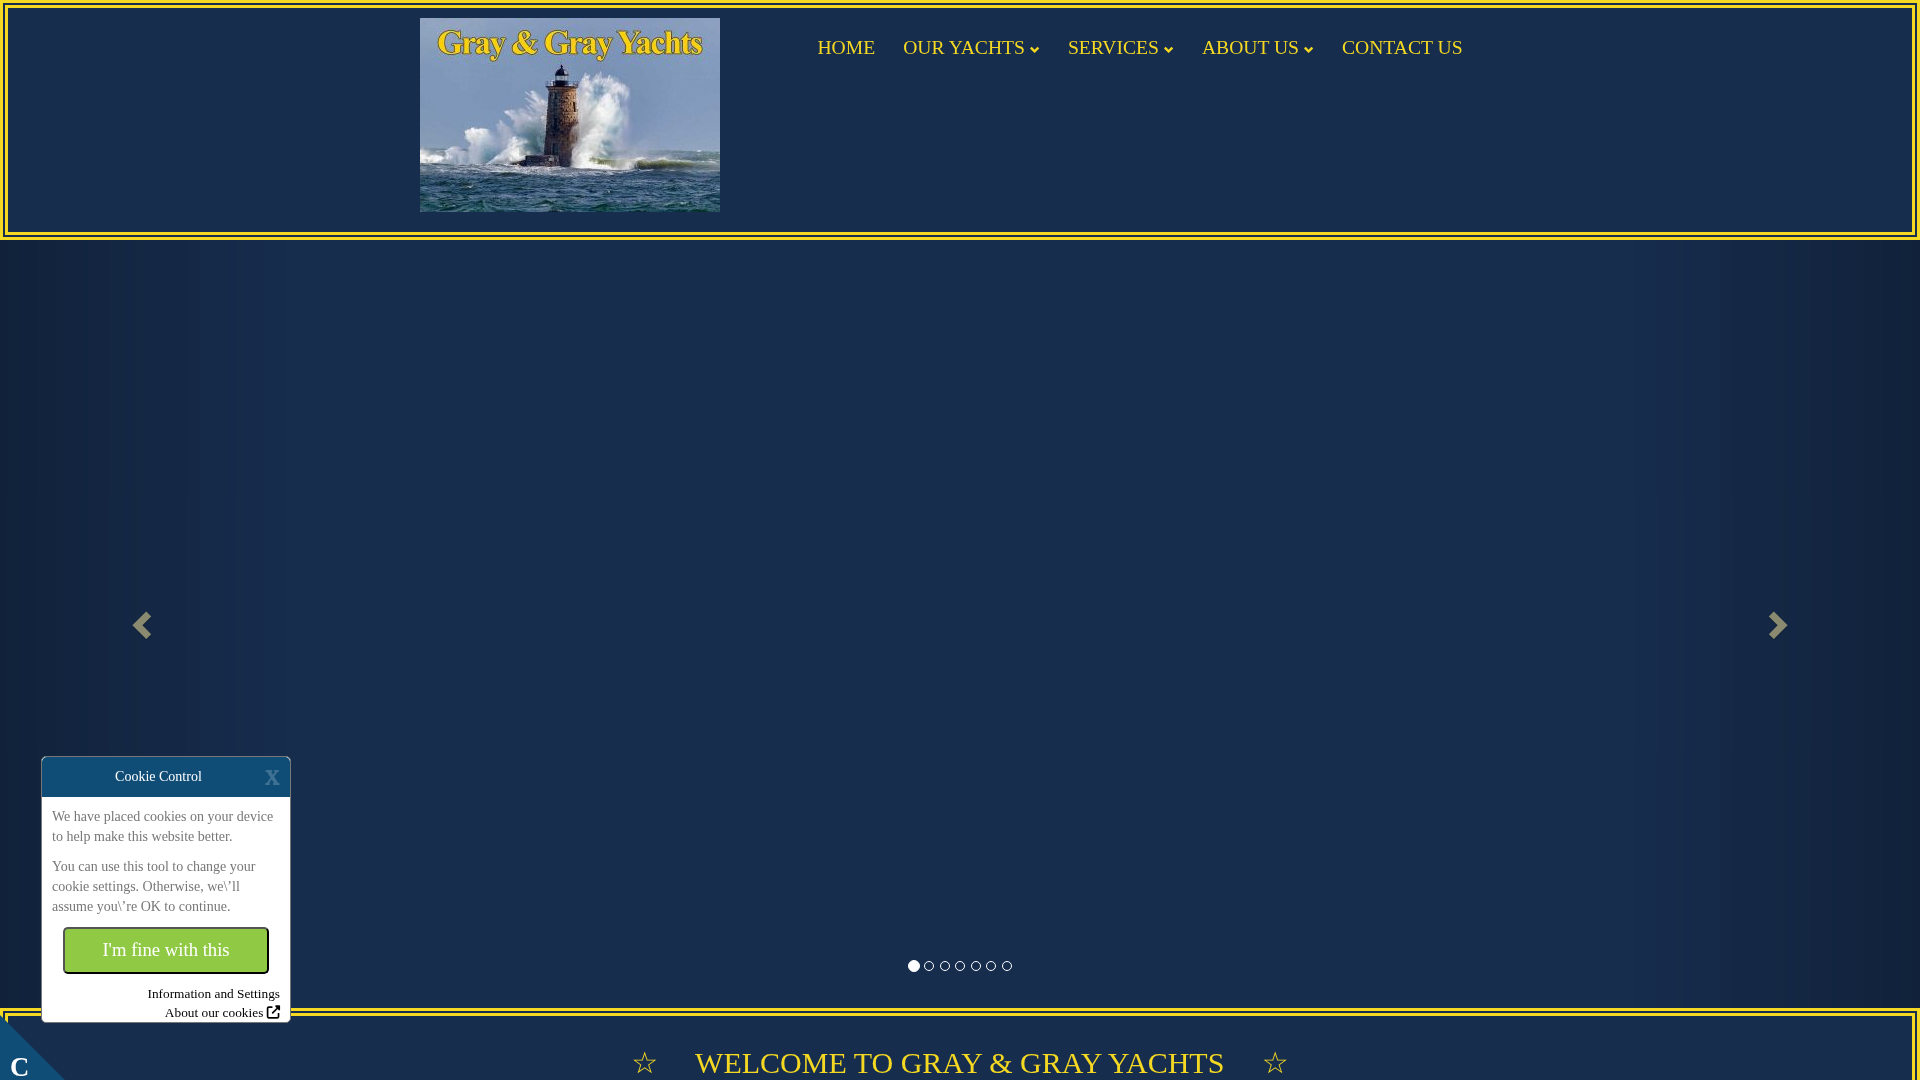 Gray & Gray Yachts
HOME
OUR YACHTS
SERVICES
ABOUT US
CONTACT US
Cookie Control
X
We have placed cookies on your device
to help make this website better.
You can use this tool to change your
cookie settings. Otherwise, we\’ll
assume you\’re OK to continue.
I'm fine with this
Information and Settings
About our cookies
C
☆ WELCOME TO GRAY & GRAY YACHTS ☆